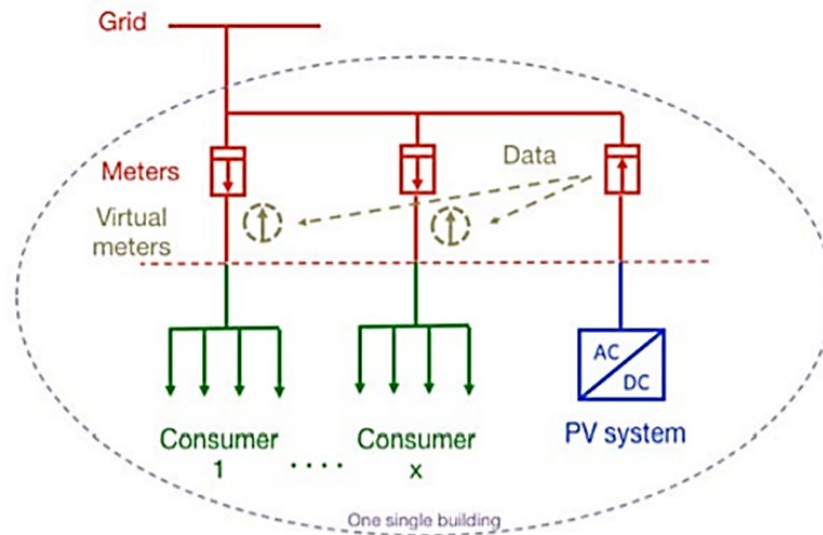 Grid
Meters
Data
Virtual
meters
AC
DC
Consumer
1
....
Consumer
x
PV system
One single building